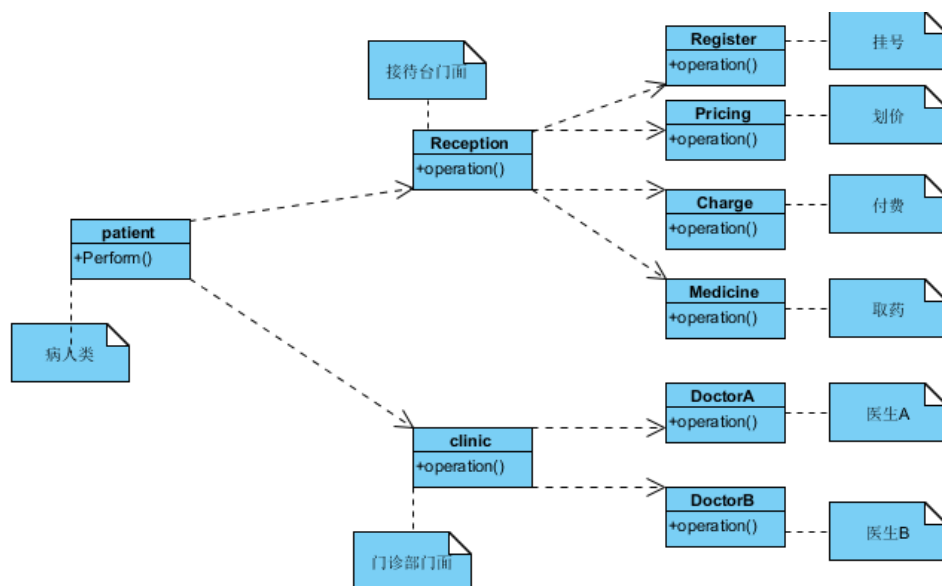 Register
+operation()
挂号
接待台门面
Pricing
+operation()
划价
Reception
+operation()
Charge
+operation()
付费
patient
+Perform()
Medicine
+operation()
取药
病人类
DoctorA
+operation()
医生A
clinic
+operation()
DoctorB
+operation()
医生B
门诊部门面